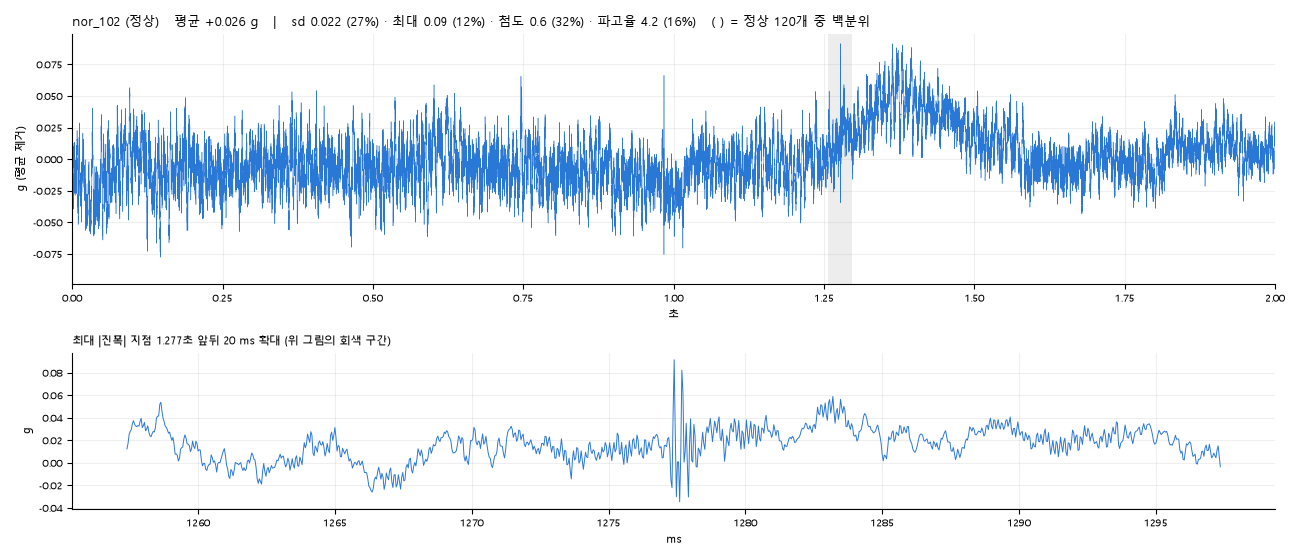 nor_102 (정상)    평균 +0.026 g    |    sd 0.022 (27%) · 최대 0.09 (12%) · 첨도 0.6 (32%) · 파고율 4.2 (16%)    ( ) = 정상 120개 중 백분위
g (평균 제거)
0.075
0.050
0.025
0.000
-0.025
-0.050
-0.075
0.00 0.25 0.50 0.75 1.00 1.25 1.50 1.75 2.00
초
최대 |진폭| 지점 1.277초 앞뒤 20 ms 확대 (위 그림의 회색 구간)
g
0.08
0.06
0.04
0.02
0.00
-0.02
-0.04
1260 1265 1270 1275 1280 1285 1290 1295
ms